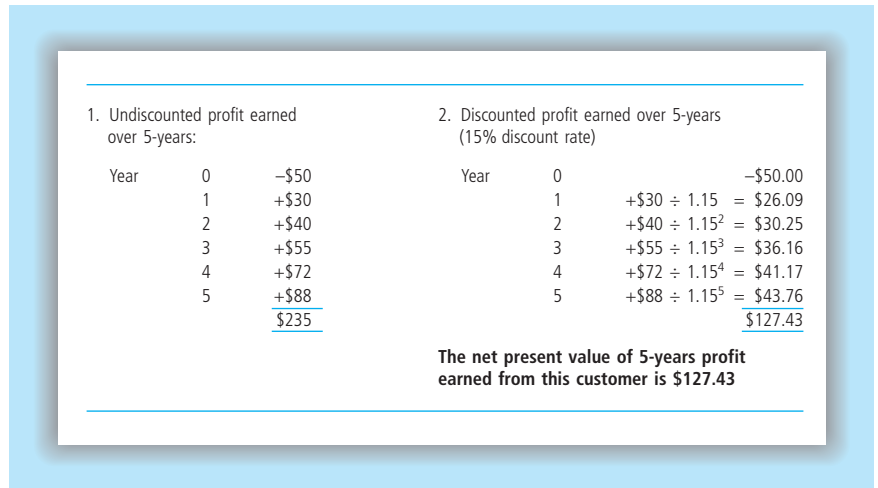 1. Undiscounted profit earned
over 5-years:
Year 0 –$50
1 +$30
2 +$40
3 +$55
4 +$72
5 +$88
$235
2. Discounted profit earned over 5-years
(15% discount rate)
Year 0 –$50.00
1 +$30 ÷ 1.15 = $26.09
2 +$40 ÷ 1.15² = $30.25
3 +$55 ÷ 1.15³ = $36.16
4 +$72 ÷ 1.15⁴ = $41.17
5 +$88 ÷ 1.15⁵ = $43.76
$127.43
The net present value of 5-years profit
earned from this customer is $127.43